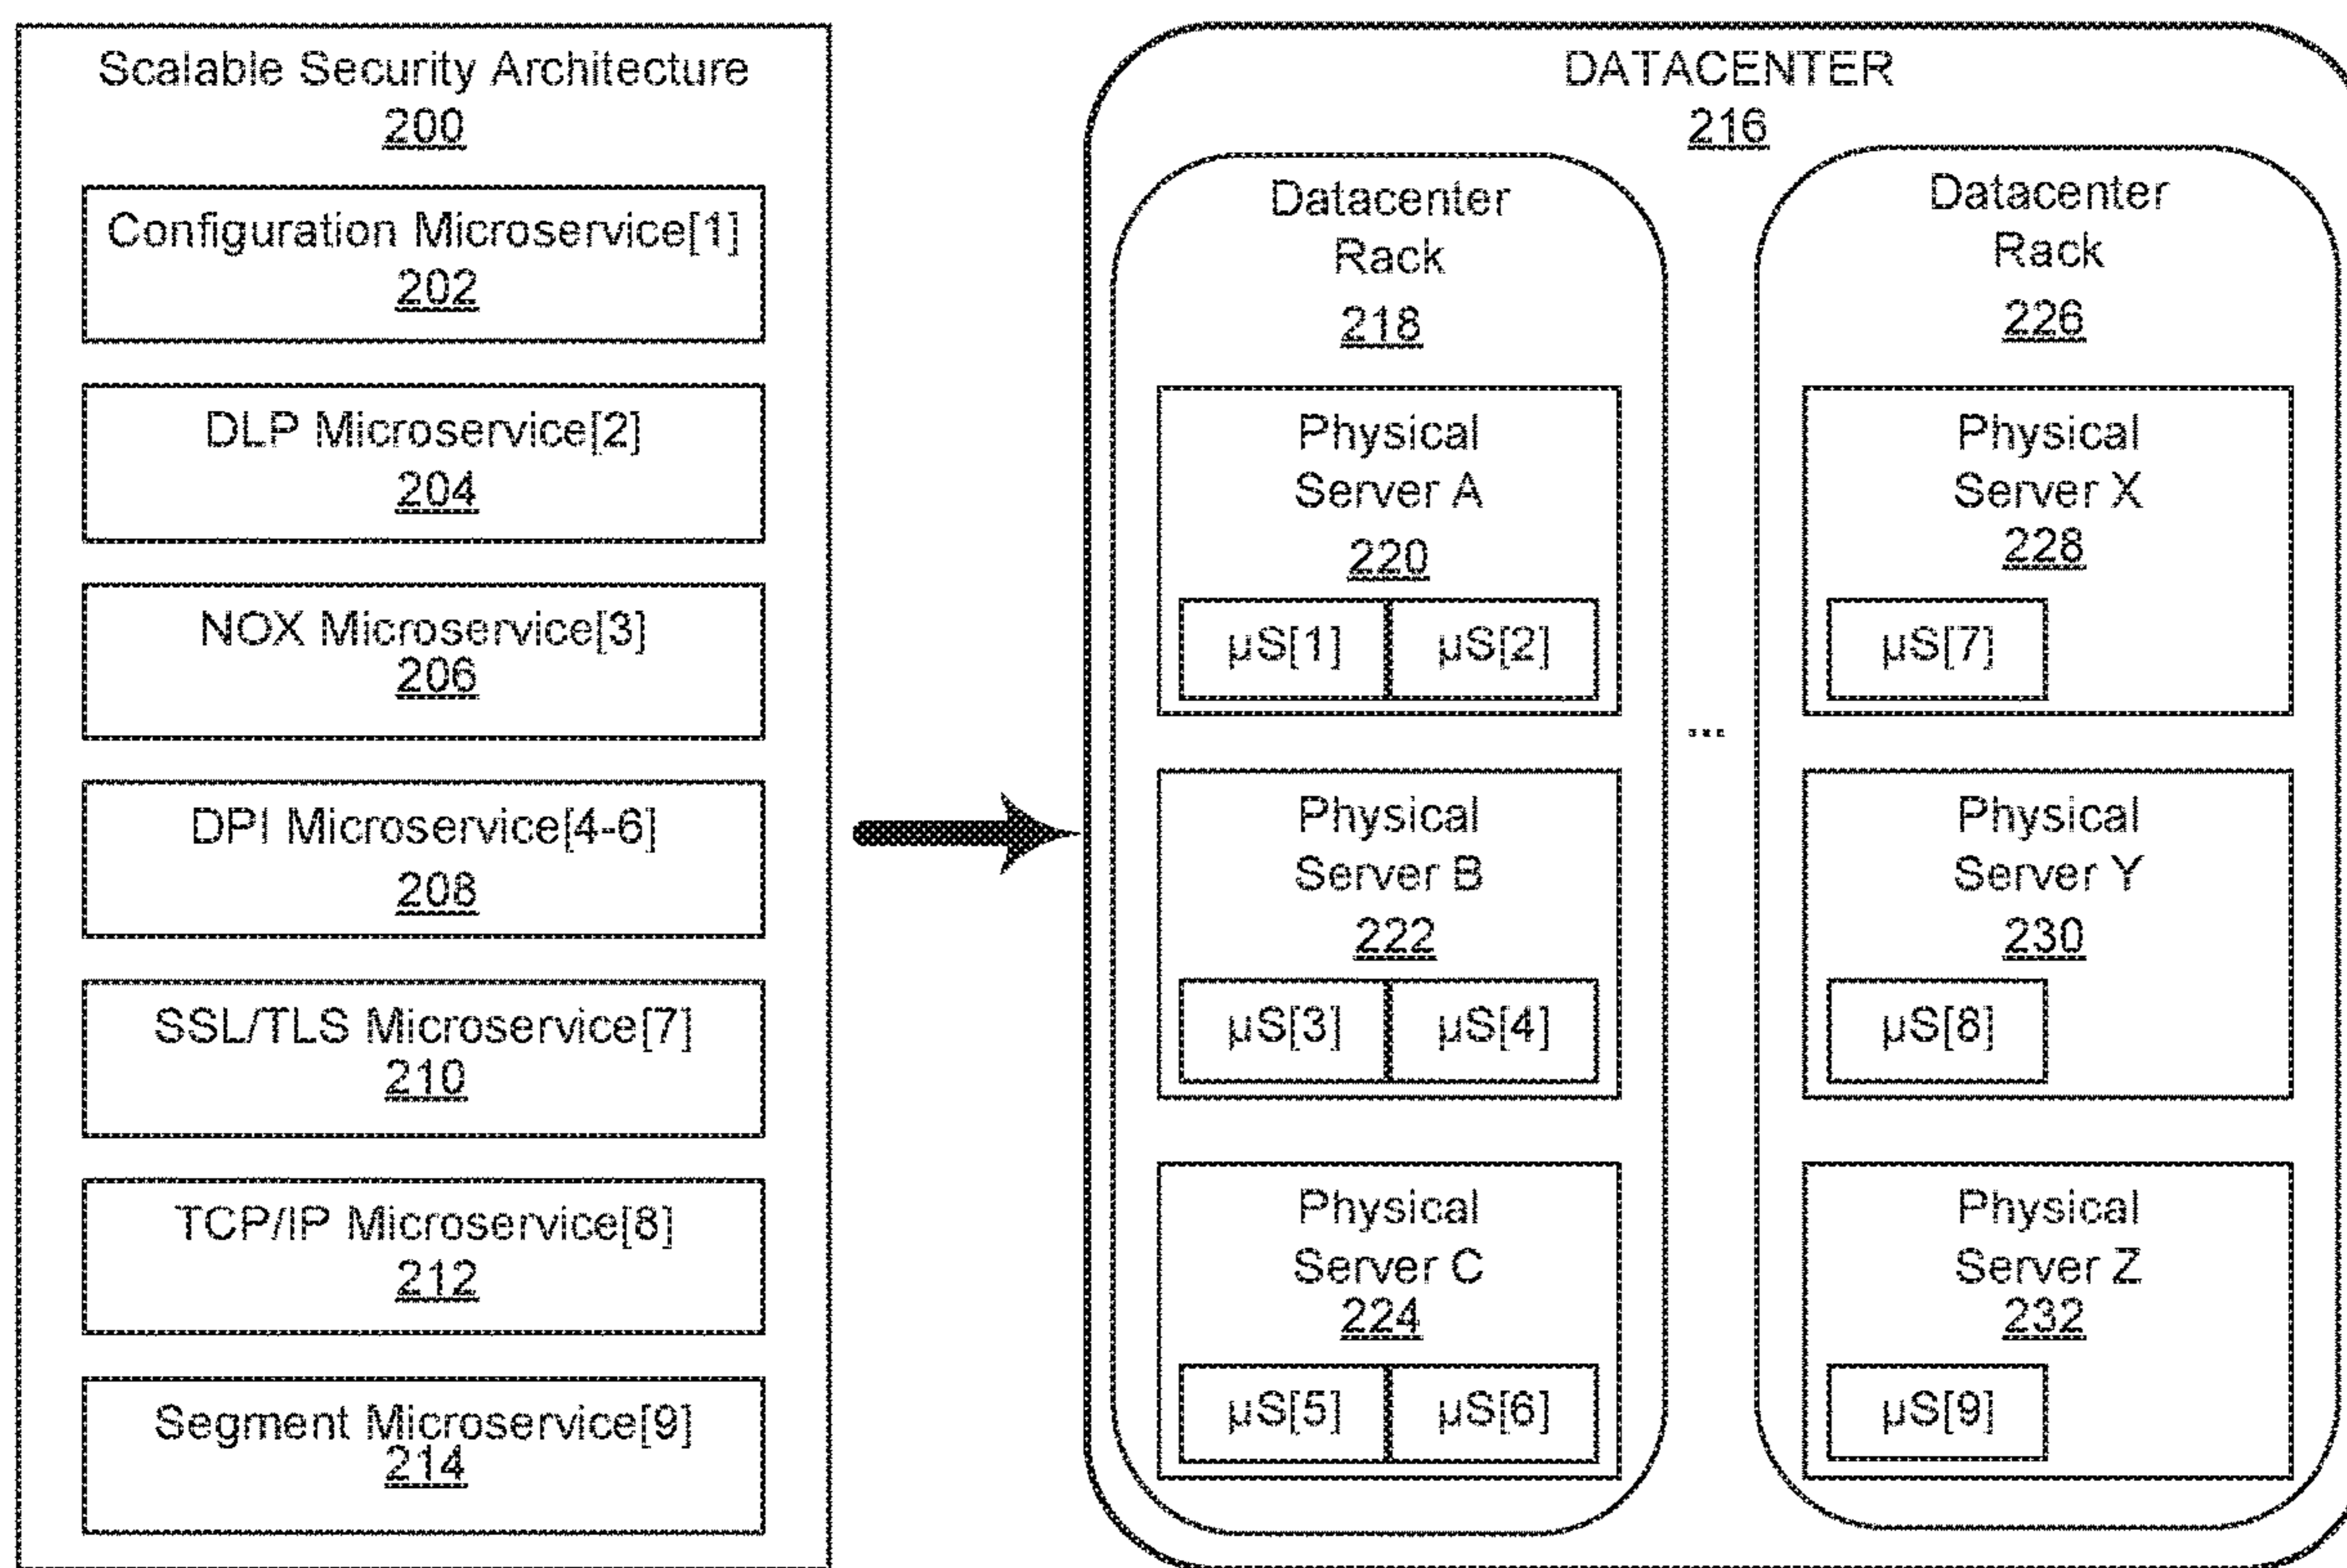 Scalable Security Architecture
200
Configuration Microservice[1]
202
DLP Microservice[2]
204
NOX Microservice[3]
206
DPI Microservice[4-6]
208
SSL/TLS Microservice[7]
210
TCP/IP Microservice[8]
212
Segment Microservice[9]
214
DATACENTER
216
Datacenter
Rack
218
Physical
Server A
220
µS[1] µS[2]
Physical
Server B
222
µS[3] µS[4]
Physical
Server C
224
µS[5] µS[6]
...
Datacenter
Rack
226
Physical
Server X
228
µS[7]
Physical
Server Y
230
µS[8]
Physical
Server Z
232
µS[9]